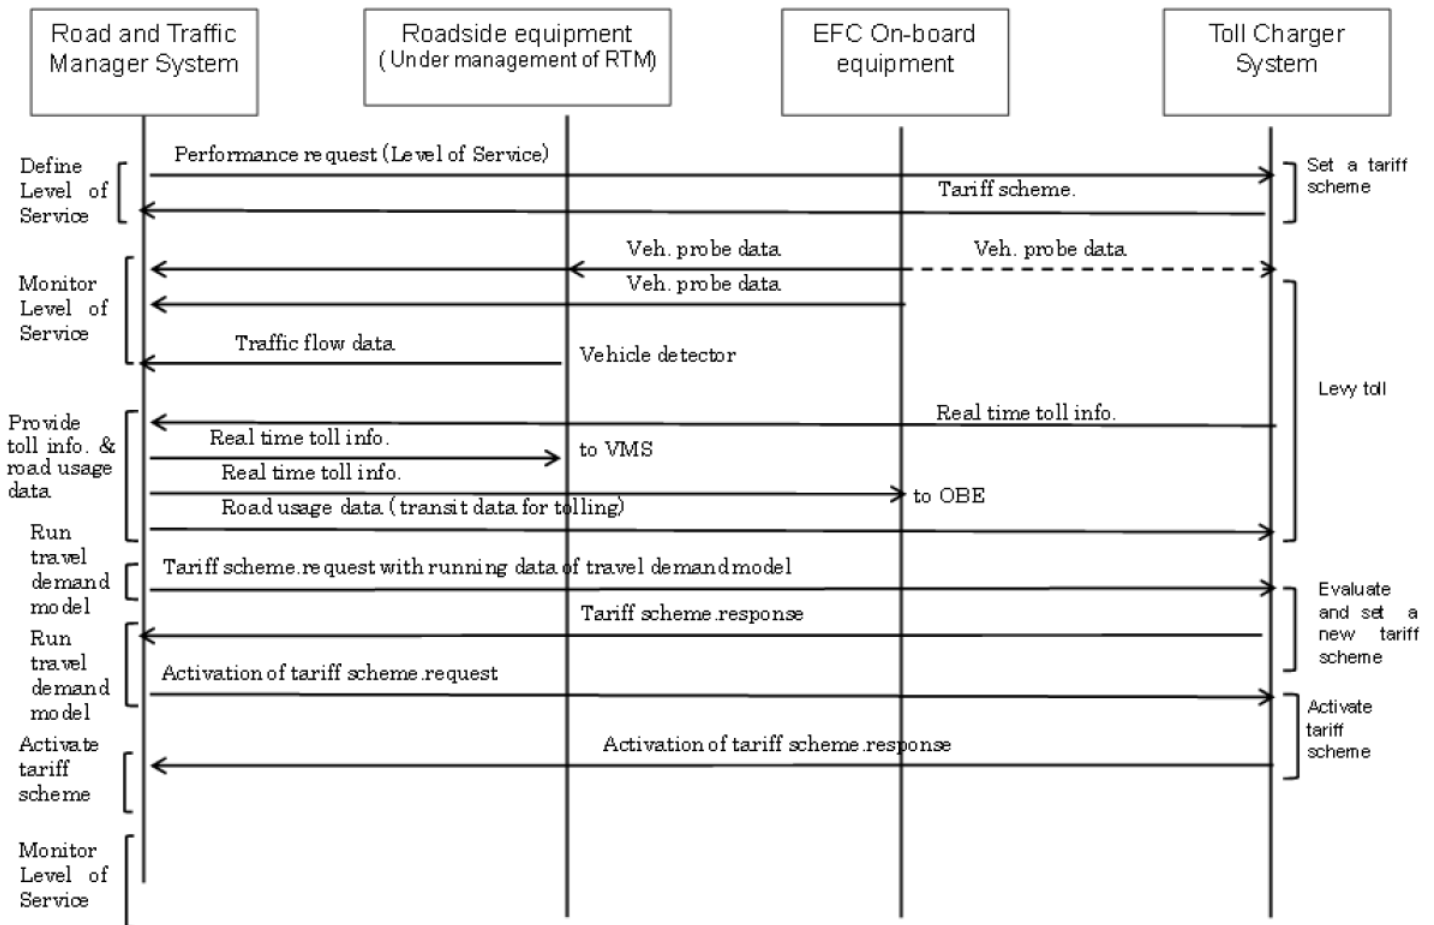 Road and Traffic
Manager System
Roadside equipment
(Under management of RTM)
EFC On-board
equipment
Toll Charger
System
Define
Level of
Service
Performance request (Level of Service)
Tariff scheme.
Set a tariff
scheme
Monitor
Level of
Service
Veh. probe data
Veh. probe data
Veh. probe data
Traffic flow data
Vehicle detector
Levy toll
Provide
toll info. &
road usage
data
Real time toll info.
Real time toll info.
to VMS
Real time toll info.
to OBE
Road usage data (transit data for tolling)
Run
travel
demand
model
Tariff scheme.request with running data of travel demand model
Tariff scheme.response
Evaluate
and set a
new tariff
scheme
Run
travel
demand
model
Activation of tariff scheme.request
Activate
tariff
scheme
Activate
tariff
scheme
Activation of tariff scheme.response
Monitor
Level of
Service